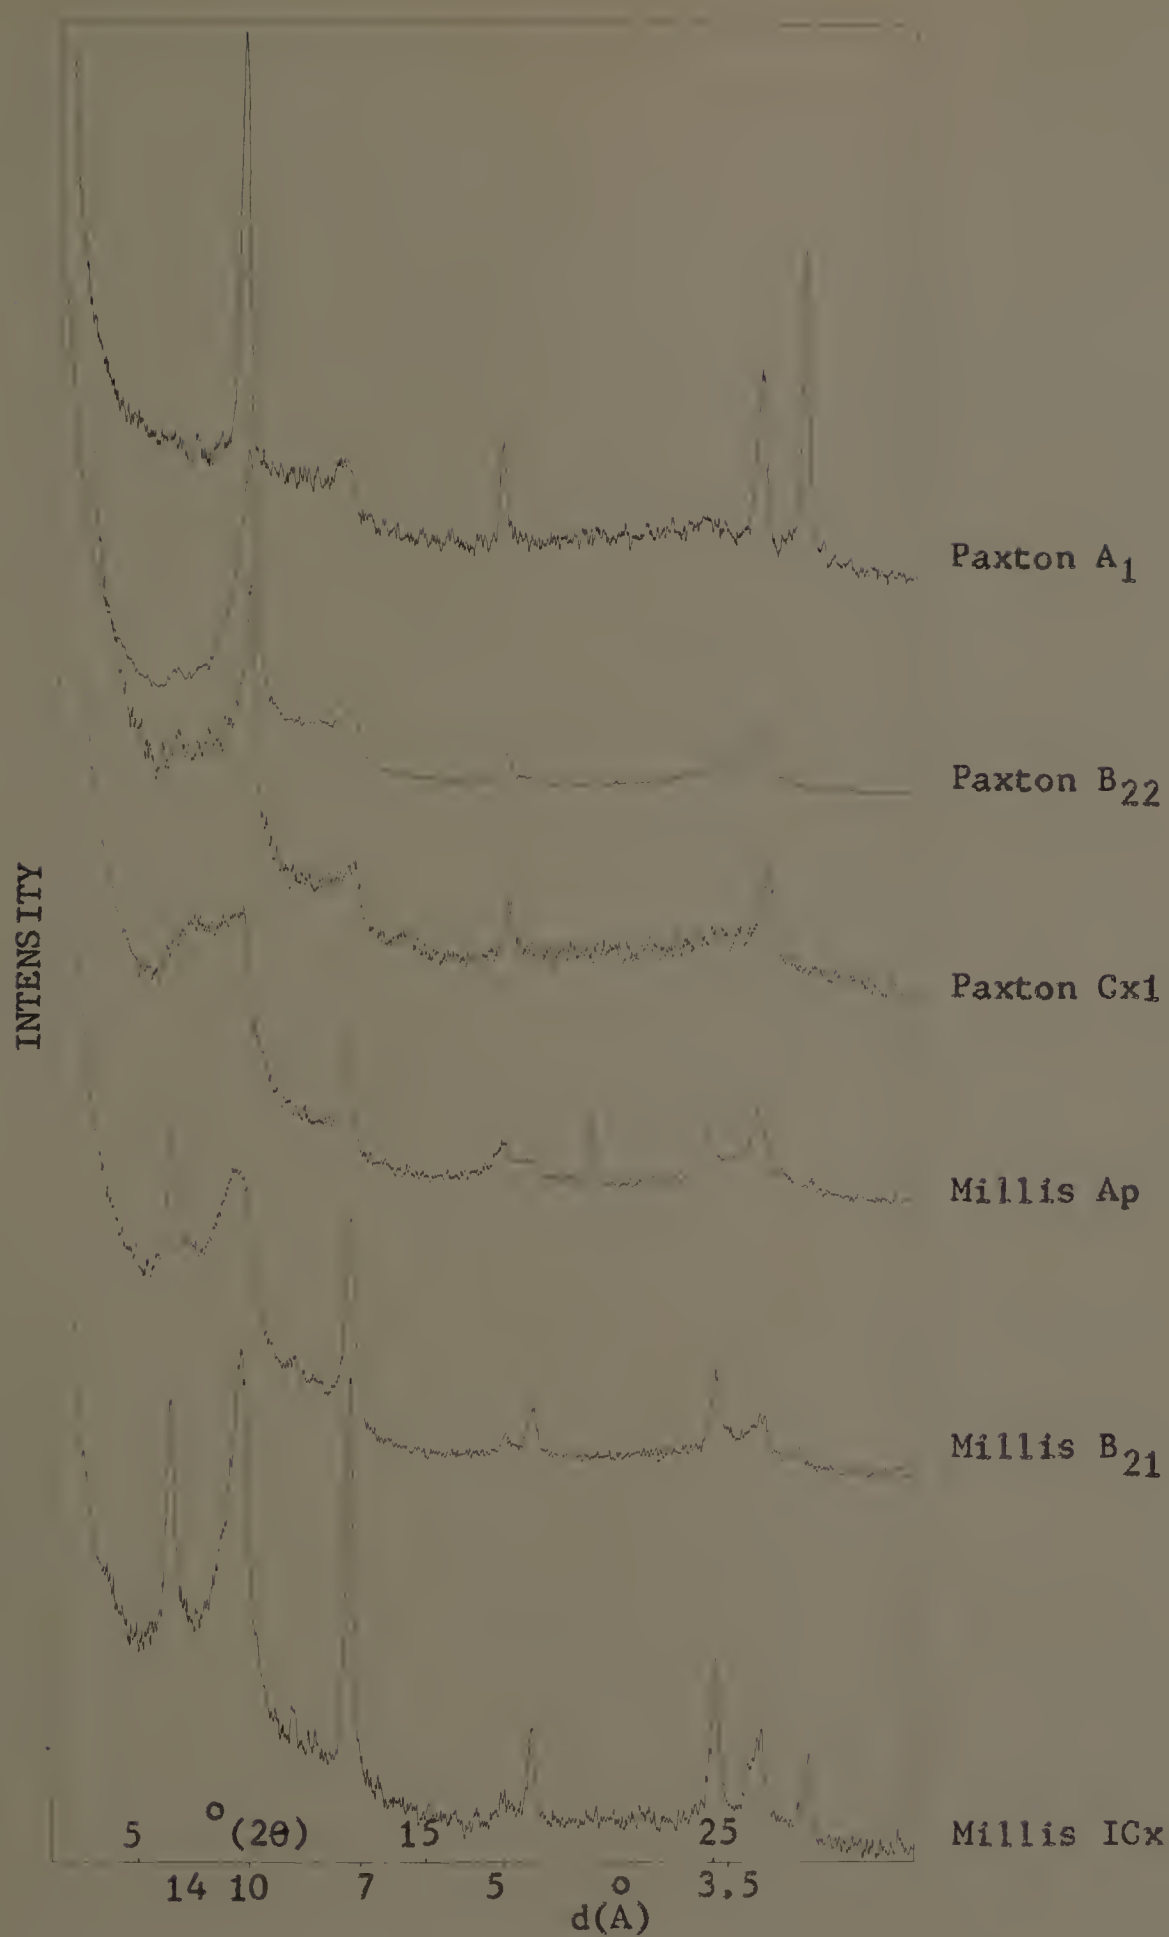 Paxton A1
Paxton B22
INTENSITY
Paxton Cx1
Millis Ap
Millis B21
5 °(2θ) 15 25
Millis ICx
14 10 7 5 3.5
d(Å)